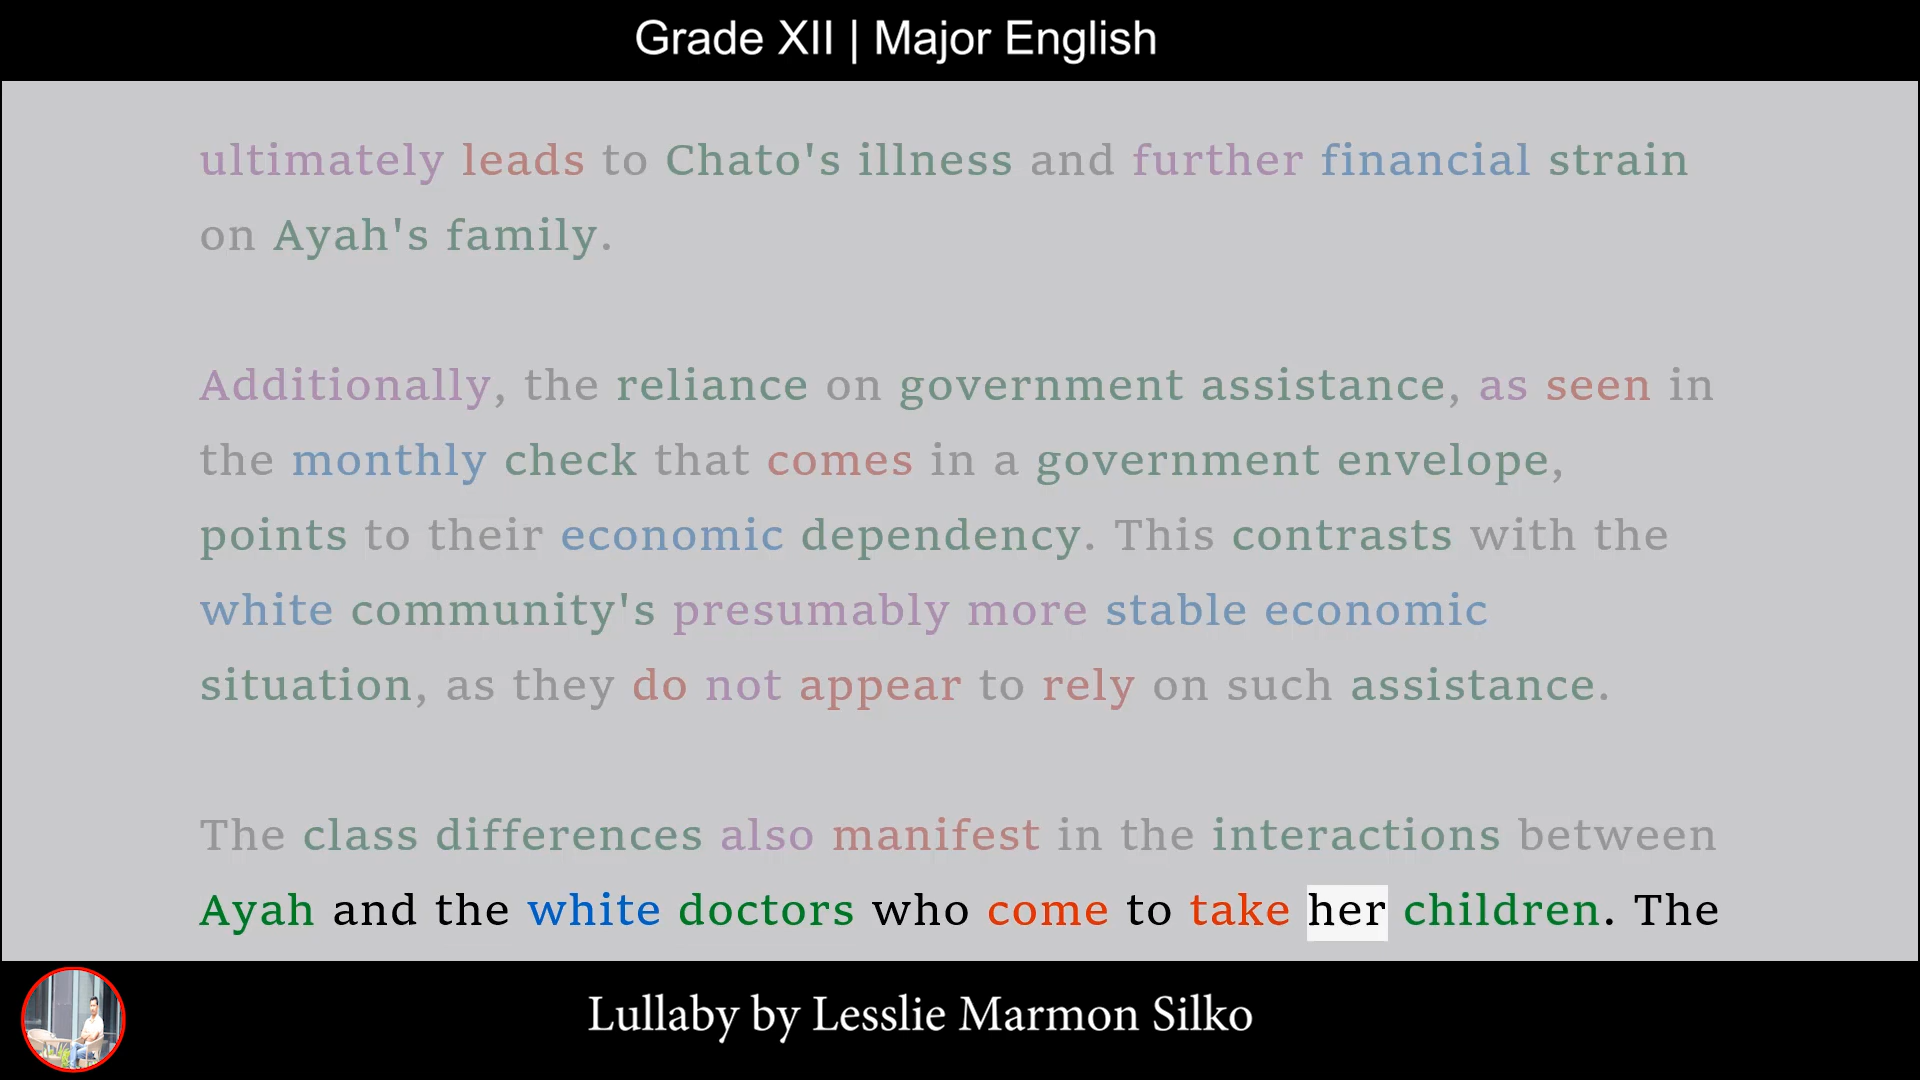 Grade XII | Major English
ultimately leads to Chato's illness and further financial strain
on Ayah's family.
Additionally, the reliance on government assistance, as seen in
the monthly check that comes in a government envelope,
points to their economic dependency. This contrasts with the
white community's presumably more stable economic
situation, as they do not appear to rely on such assistance.
The class differences also manifest in the interactions between
Ayah and the white doctors who come to take her children. The
Lullaby by Lesslie Marmon Silko